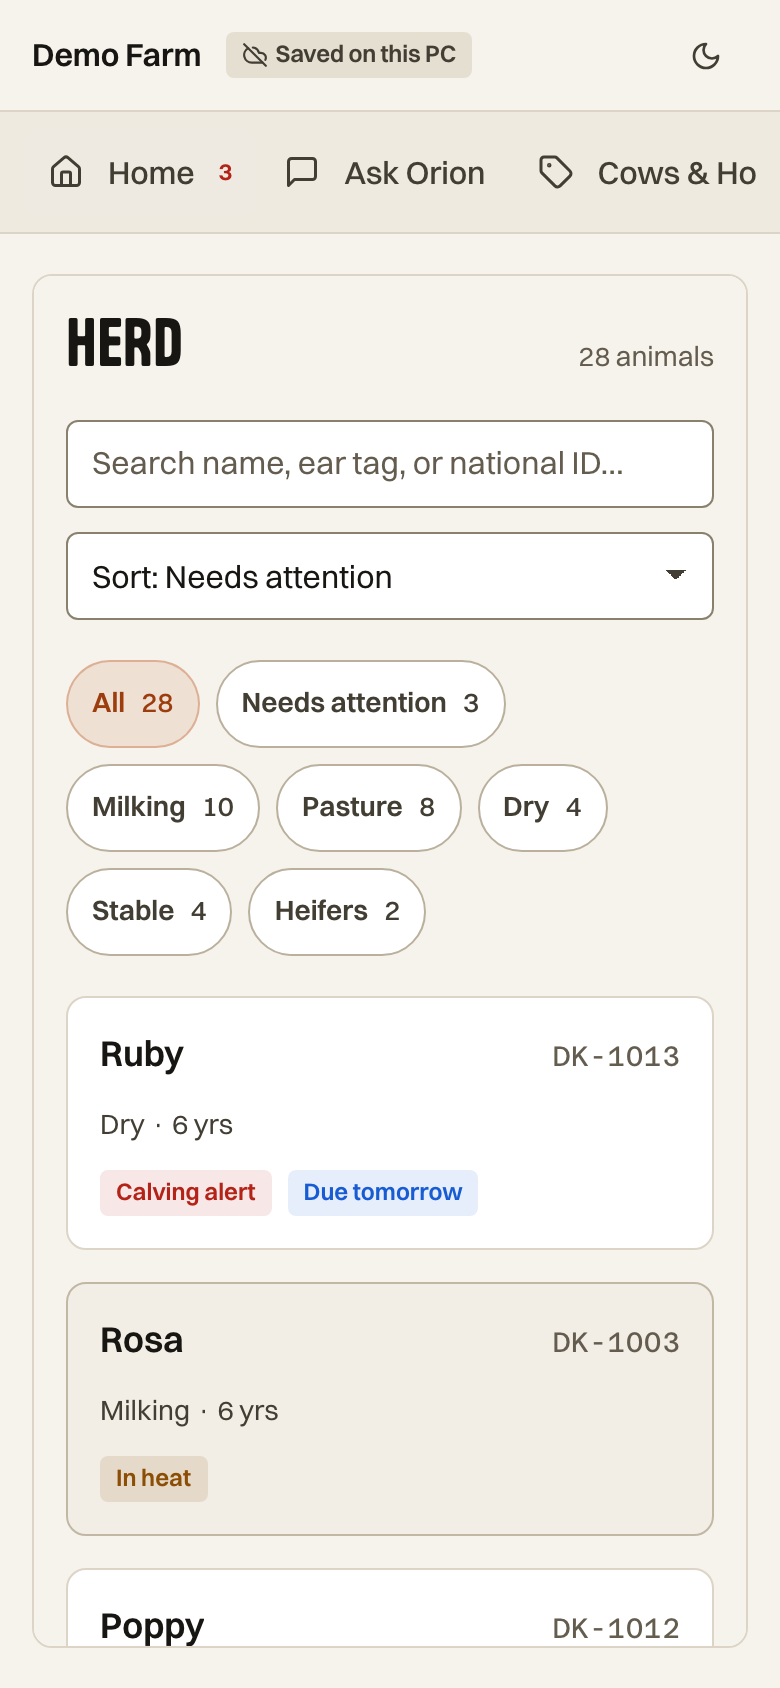 Demo Farm Saved on this PC
Home 3 Ask Orion Cows & Ho
HERD
28 animals
Search name, ear tag, or national ID...
Sort: Needs attention
All 28 Needs attention 3
Milking 10 Pasture 8 Dry 4
Stable 4 Heifers 2
Ruby DK-1013
Dry · 6 yrs
Calving alert Due tomorrow
Rosa DK-1003
Milking · 6 yrs
In heat
Poppy DK-1012